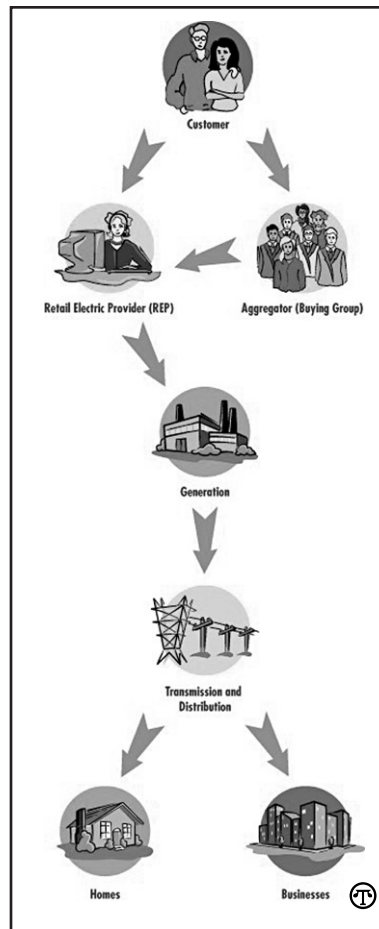 Customer
Retail Electric Provider (REP)
Aggregator (Buying Group)
Generation
Transmission and
Distribution
Homes
Businesses